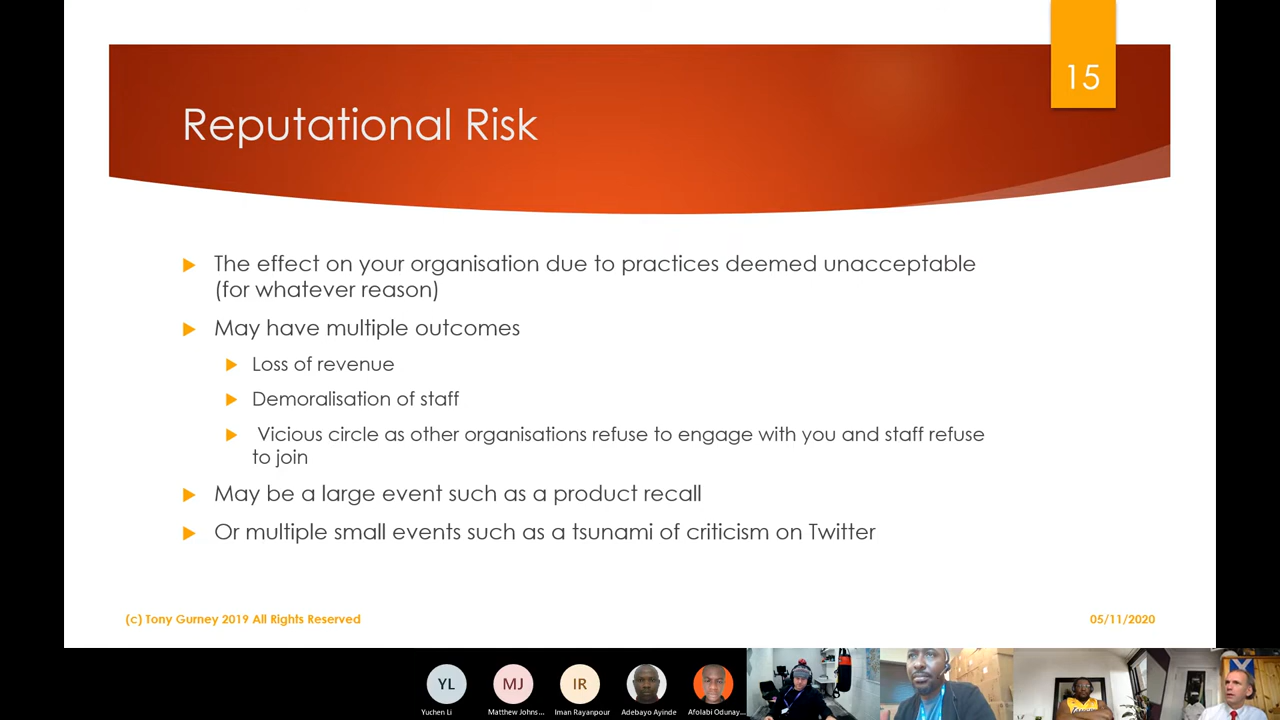 15
Reputational Risk
The effect on your organisation due to practices deemed unacceptable
(for whatever reason)
May have multiple outcomes
Loss of revenue
Demoralisation of staff
Vicious circle as other organisations refuse to engage with you and staff refuse
to join
May be a large event such as a product recall
Or multiple small events such as a tsunami of criticism on Twitter
(c) Tony Gurney 2019 All Rights Reserved
05/11/2020
YL
MJ
IR
Yuchen Li
Matthew Johns...
Iman Rayanpour
Adebayo Ayinde
Afolabi Odunay...